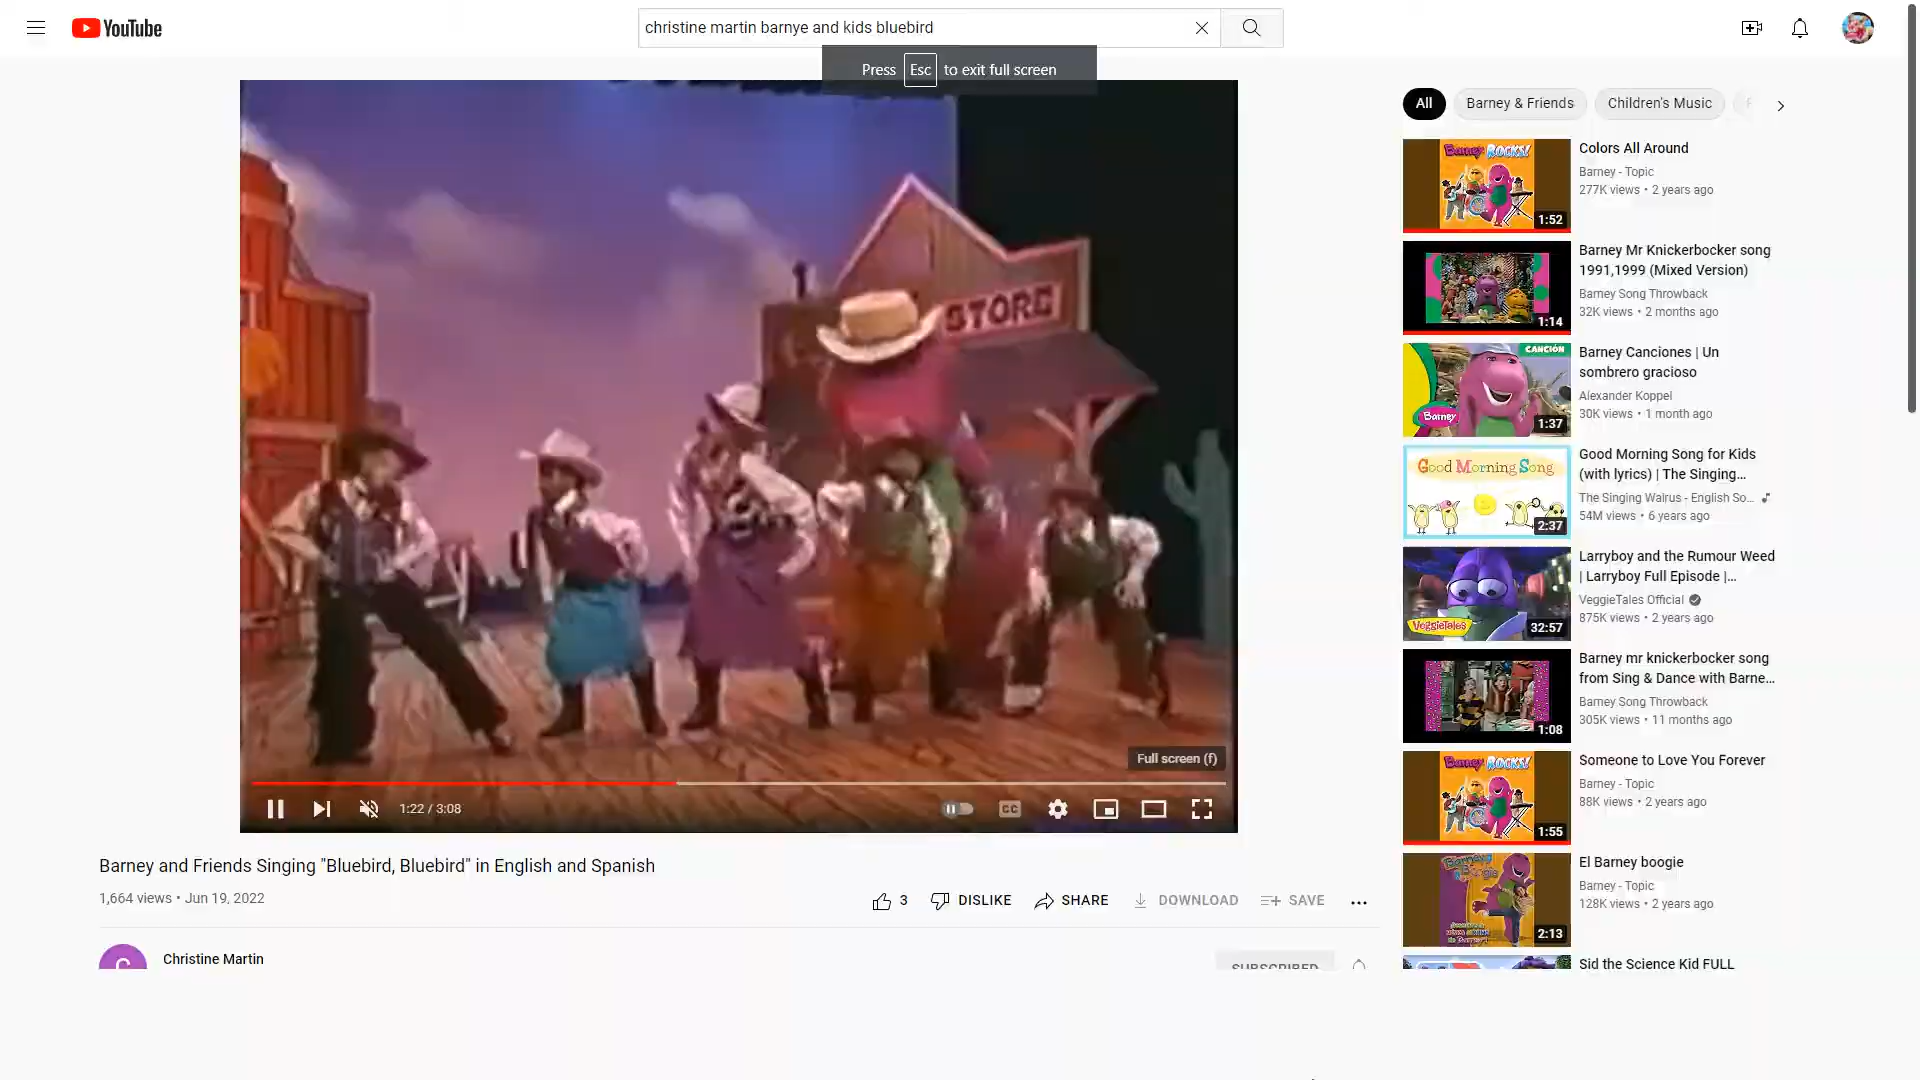 YouTube
christine martin barnye and kids bluebird
Press Esc to exit full screen
STORE
Full screen (f)
1:22 / 3:08
CC
Barney and Friends Singing "Bluebird, Bluebird" in English and Spanish
1,664 views • Jun 19, 2022
3
DISLIKE
SHARE
DOWNLOAD
SAVE
Christine Martin
SUBSCRIBED
All
Barney & Friends
Children's Music
Barney ROCKS!
1:52
Colors All Around
Barney - Topic
277K views • 2 years ago
1:14
Barney Mr Knickerbocker song
1991,1999 (Mixed Version)
Barney Song Throwback
32K views • 2 months ago
CANCIÓN
Barney
1:37
Barney Canciones | Un
sombrero gracioso
Alexander Koppel
30K views • 1 month ago
Good Morning Song
2:37
Good Morning Song for Kids
(with lyrics) | The Singing...
The Singing Walrus - English So...
54M views • 6 years ago
VeggieTales
32:57
Larryboy and the Rumour Weed
| Larryboy Full Episode |...
VeggieTales Official
875K views • 2 years ago
1:08
Barney mr knickerbocker song
from Sing & Dance with Barne...
Barney Song Throwback
305K views • 11 months ago
Barney ROCKS!
1:55
Someone to Love You Forever
Barney - Topic
88K views • 2 years ago
2:13
El Barney boogie
Barney - Topic
128K views • 2 years ago
Sid the Science Kid FULL